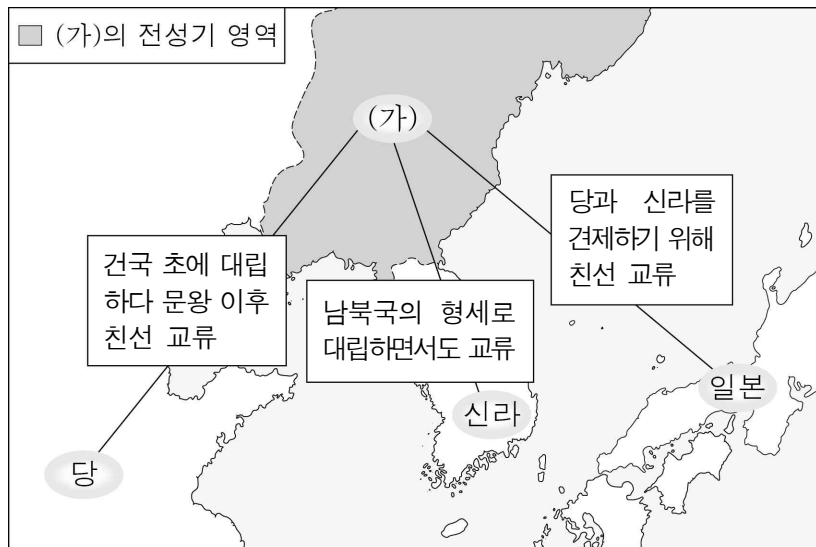 (가)의 전성기 영역
(가)
당과 신라를
견제하기 위해
친선 교류
건국 초에 대립
하다 문왕 이후
친선 교류
남북국의 형세로
대립하면서도 교류
일본
신라
당